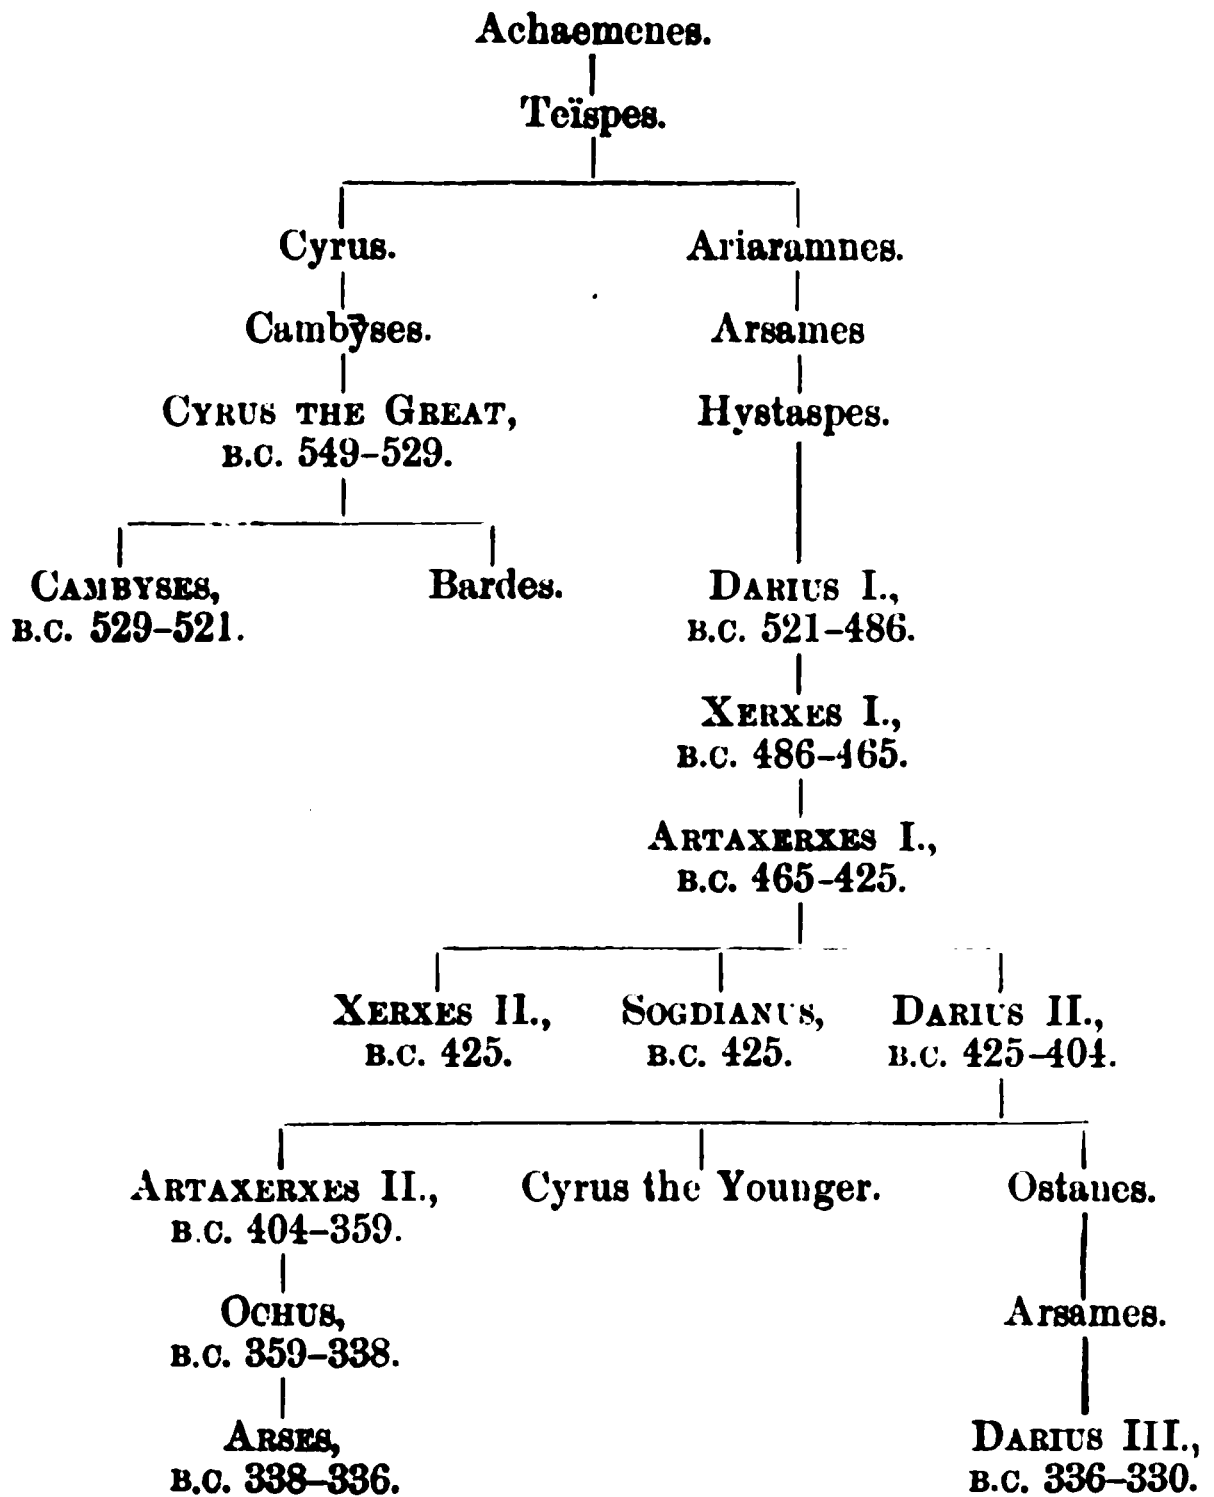 Achaemenes.
Teïspes.
Cyrus. Ariaramnes.
Cambȳses. Arsames
CYRUS THE GREAT, Hystaspes.
B.C. 549–529.
CAMBYSES, Bardes. DARIUS I.,
B.C. 529–521. B.C. 521–486.
XERXES I.,
B.C. 486–465.
ARTAXERXES I.,
B.C. 465–425.
XERXES II., SOGDIANUS, DARIUS II.,
B.C. 425. B.C. 425. B.C. 425–404.
ARTAXERXES II., Cyrus the Younger. Ostanes.
B.C. 404–359.
OCHUS, Arsames.
B.C. 359–338.
ARSES, DARIUS III.,
B.C. 338–336. B.C. 336–330.